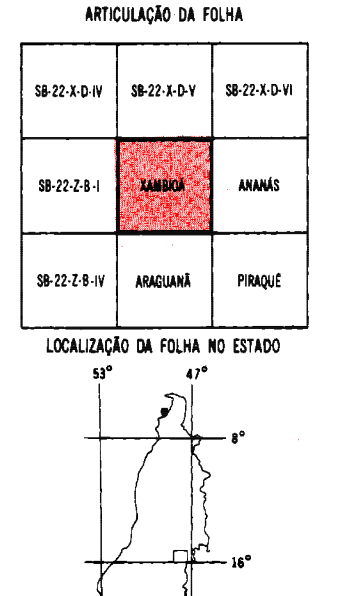 ARTICULAÇÃO DA FOLHA
SB-22-X-D-IV SB-22-X-D-V SB-22-X-D-VI
SB-22-Z-B-I XAMBIOÁ ANANÁS
SB-22-Z-B-IV ARAGUANÃ PIRAQUÊ
LOCALIZAÇÃO DA FOLHA NO ESTADO
53° 47°
8°
16°